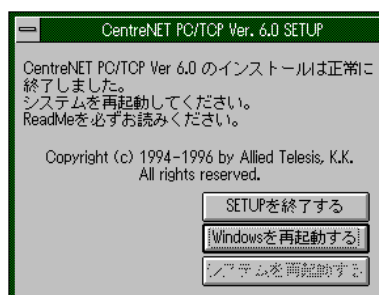 CentreNET PC/TCP Ver. 6.0 SETUP
CentreNET PC/TCP Ver 6.0 のインストールは正常に
終了しました。
システムを再起動してください。
ReadMeを必ずお読みください。
Copyright (c) 1994-1996 by Allied Telesis, K.K.
All rights reserved.
SETUPを終了する
Windowsを再起動する
システムを再起動する